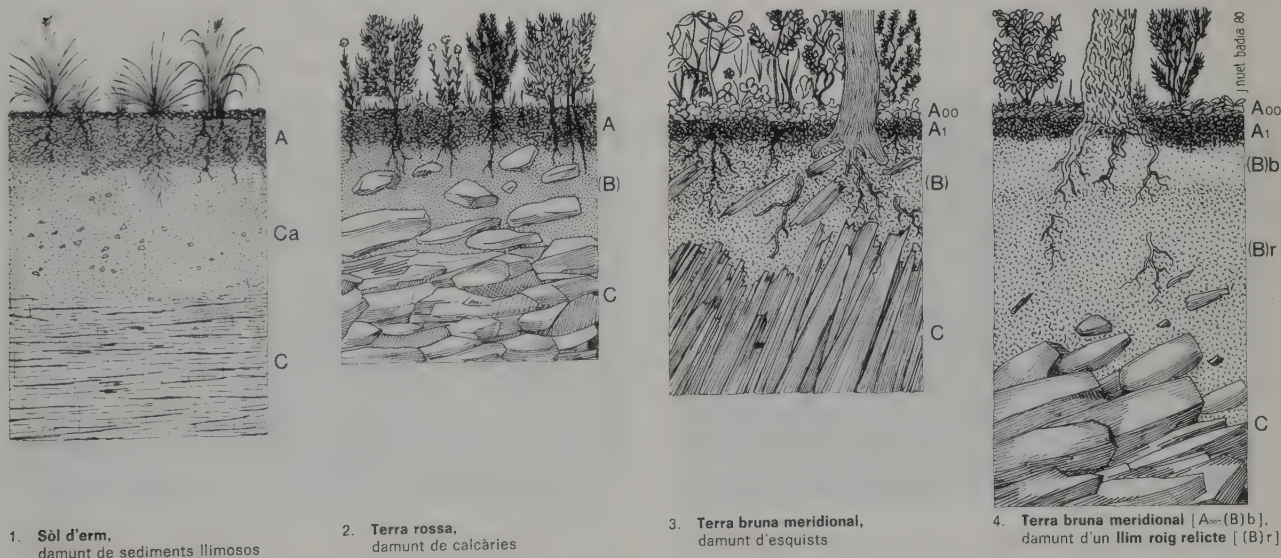 A
Ca
C
A
(B)
C
A₀₀
A₁
(B)
C
j nuet badia 80
A₀₀
A₁
(B)b
(B)r
C
1. Sòl d'erm,
damunt de sediments llimosos
2. Terra rossa,
damunt de calcàries
3. Terra bruna meridional,
damunt d'esquists
4. Terra bruna meridional [A₀₀-(B)b],
damunt d'un llim roig relicte [(B)r]